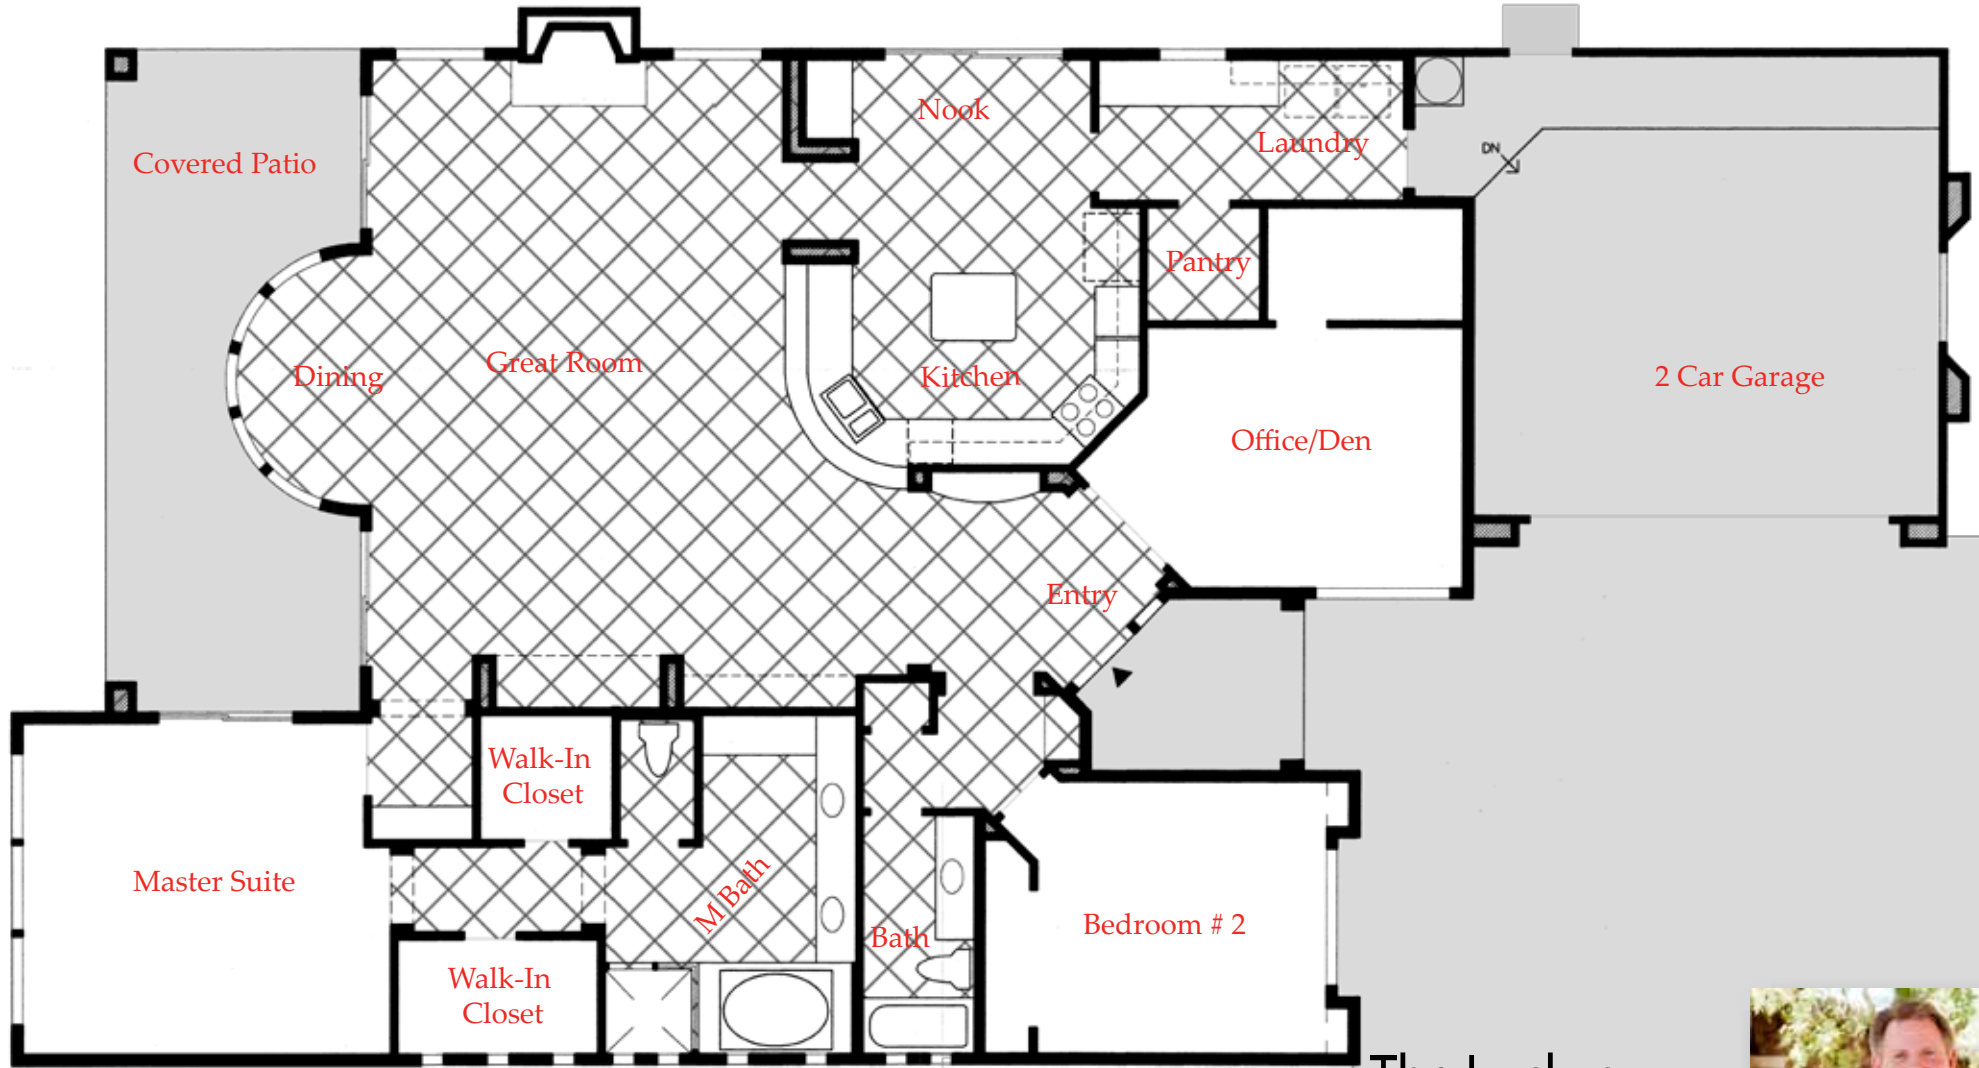 Nook
Laundry
Covered Patio
DN
Pantry
Great Room
Dining
Kitchen
2 Car Garage
Office/Den
Entry
Walk-In
Closet
Master Suite
M Bath
Bath
Bedroom # 2
Walk-In
Closet
The